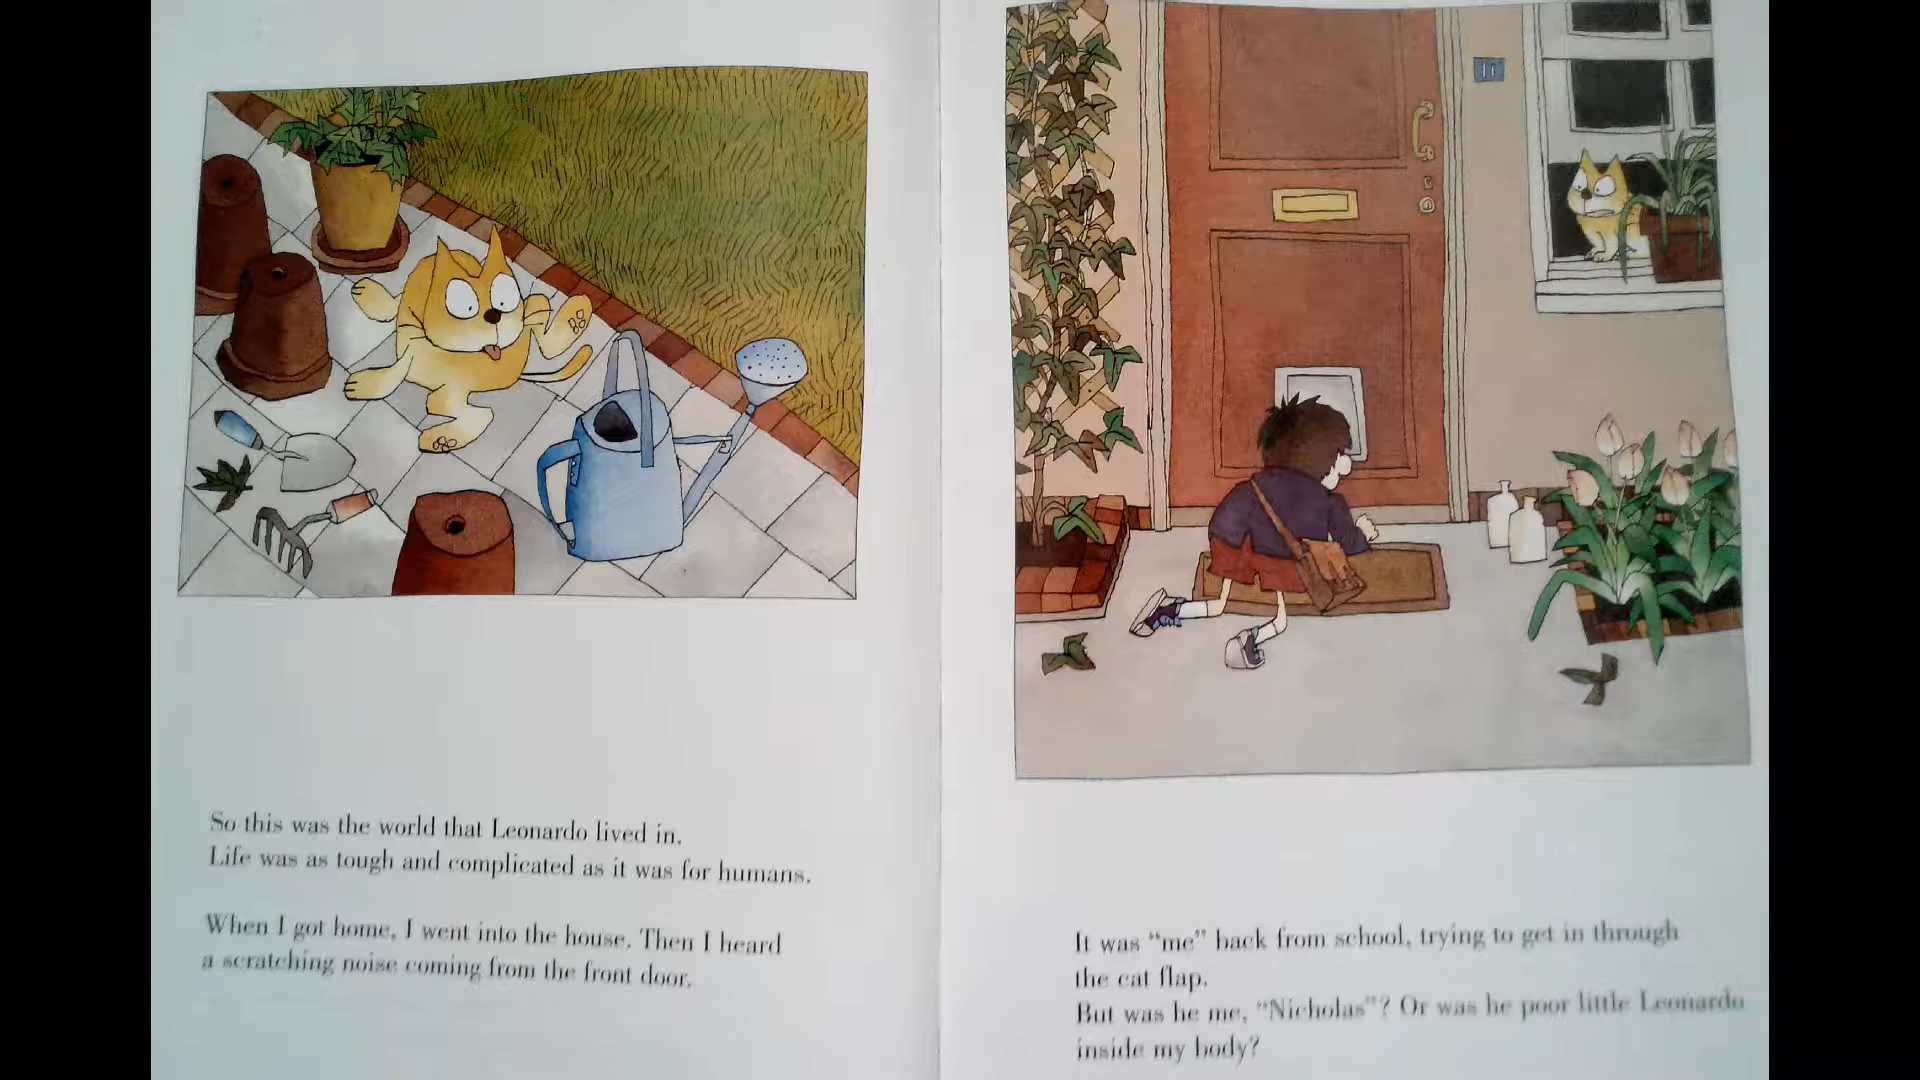 So this was the world that Leonardo lived in.
Life was as tough and complicated as it was for humans.
When I got home, I went into the house. Then I heard
a scratching noise coming from the front door.
11
It was “me” back from school, trying to get in through
the cat flap.
But was he me, “Nicholas”? Or was he poor little Leonardo
inside my body?